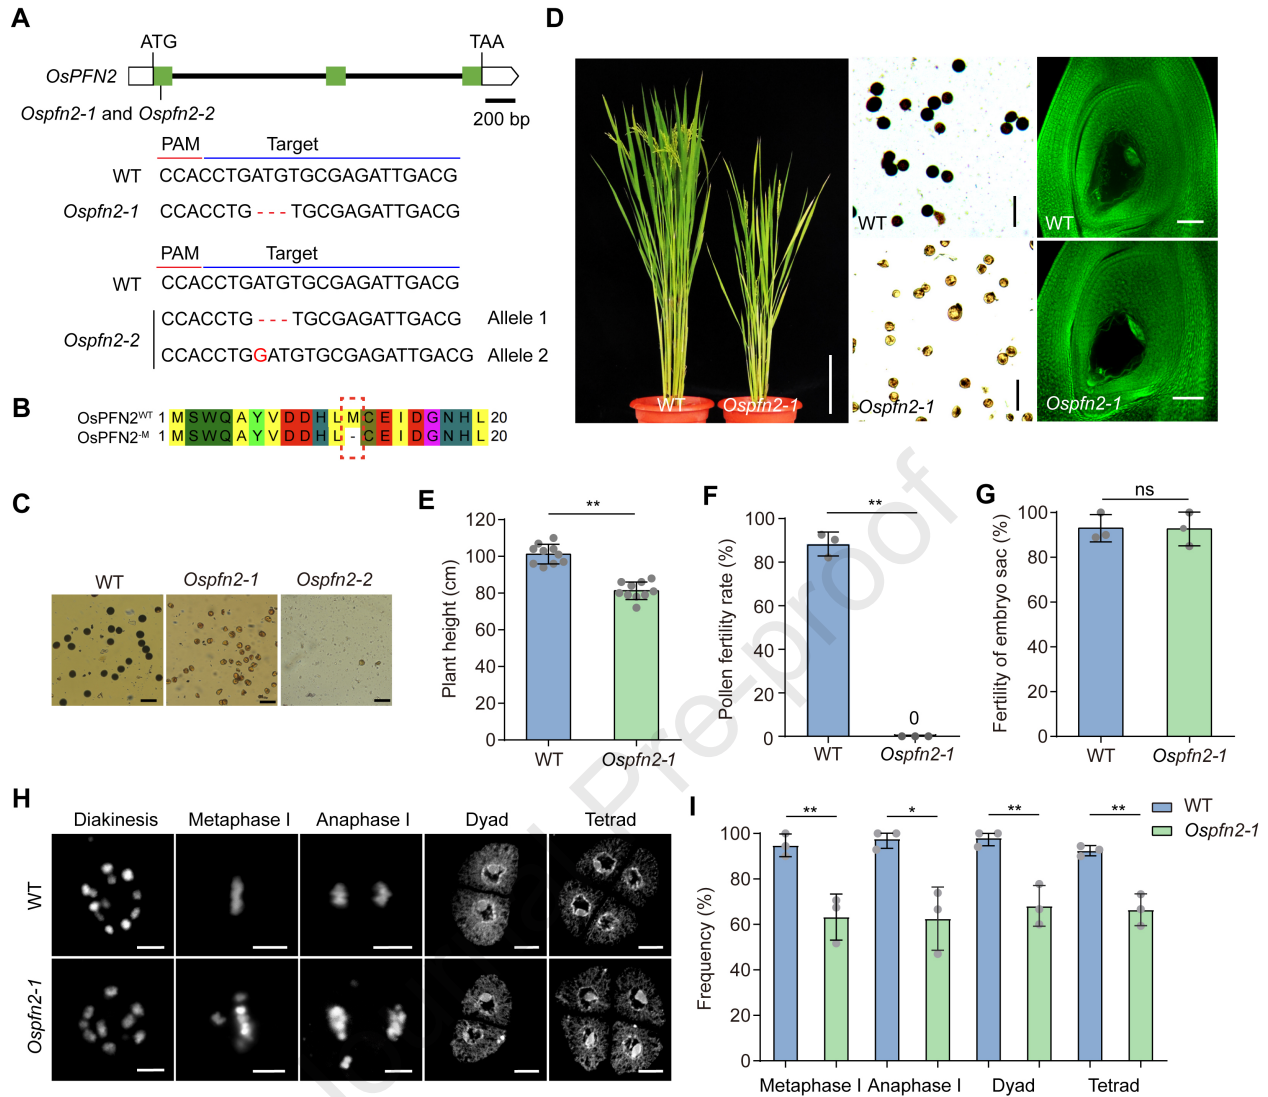 A
ATG
TAA
OsPFN2
Ospfn2-1 and Ospfn2-2
200 bp
PAM
Target
WT
CCACCTGATGTGCGAGATTGACG
Ospfn2-1
CCACCTG - - - TGCGAGATTGACG
PAM
Target
WT
CCACCTGATGTGCGAGATTGACG
Ospfn2-2
CCACCTG - - - TGCGAGATTGACG Allele 1
CCACCTGGATGTGCGAGATTGACG Allele 2
B
OsPFN2WT 1 MSWQAYVDDHLMCEIDGNHL 20
OsPFN2-M 1 MSWQAYVDDHL-CEIDGNHL 20
C
WT
Ospfn2-1
Ospfn2-2
D
WT
Ospfn2-1
WT
Ospfn2-1
WT
Ospfn2-1
E
**
Plant height (cm)
120
100
80
60
40
20
0
WT
Ospfn2-1
F
**
Pollen fertility rate (%)
100
80
60
40
20
0
0
WT
Ospfn2-1
G
ns
Fertility of embryo sac (%)
100
80
60
40
20
0
WT
Ospfn2-1
H
Diakinesis
Metaphase I
Anaphase I
Dyad
Tetrad
WT
Ospfn2-1
I
WT
Ospfn2-1
**
*
**
**
Frequency (%)
100
80
60
40
20
0
Metaphase I
Anaphase I
Dyad
Tetrad
Journal Pre-proof